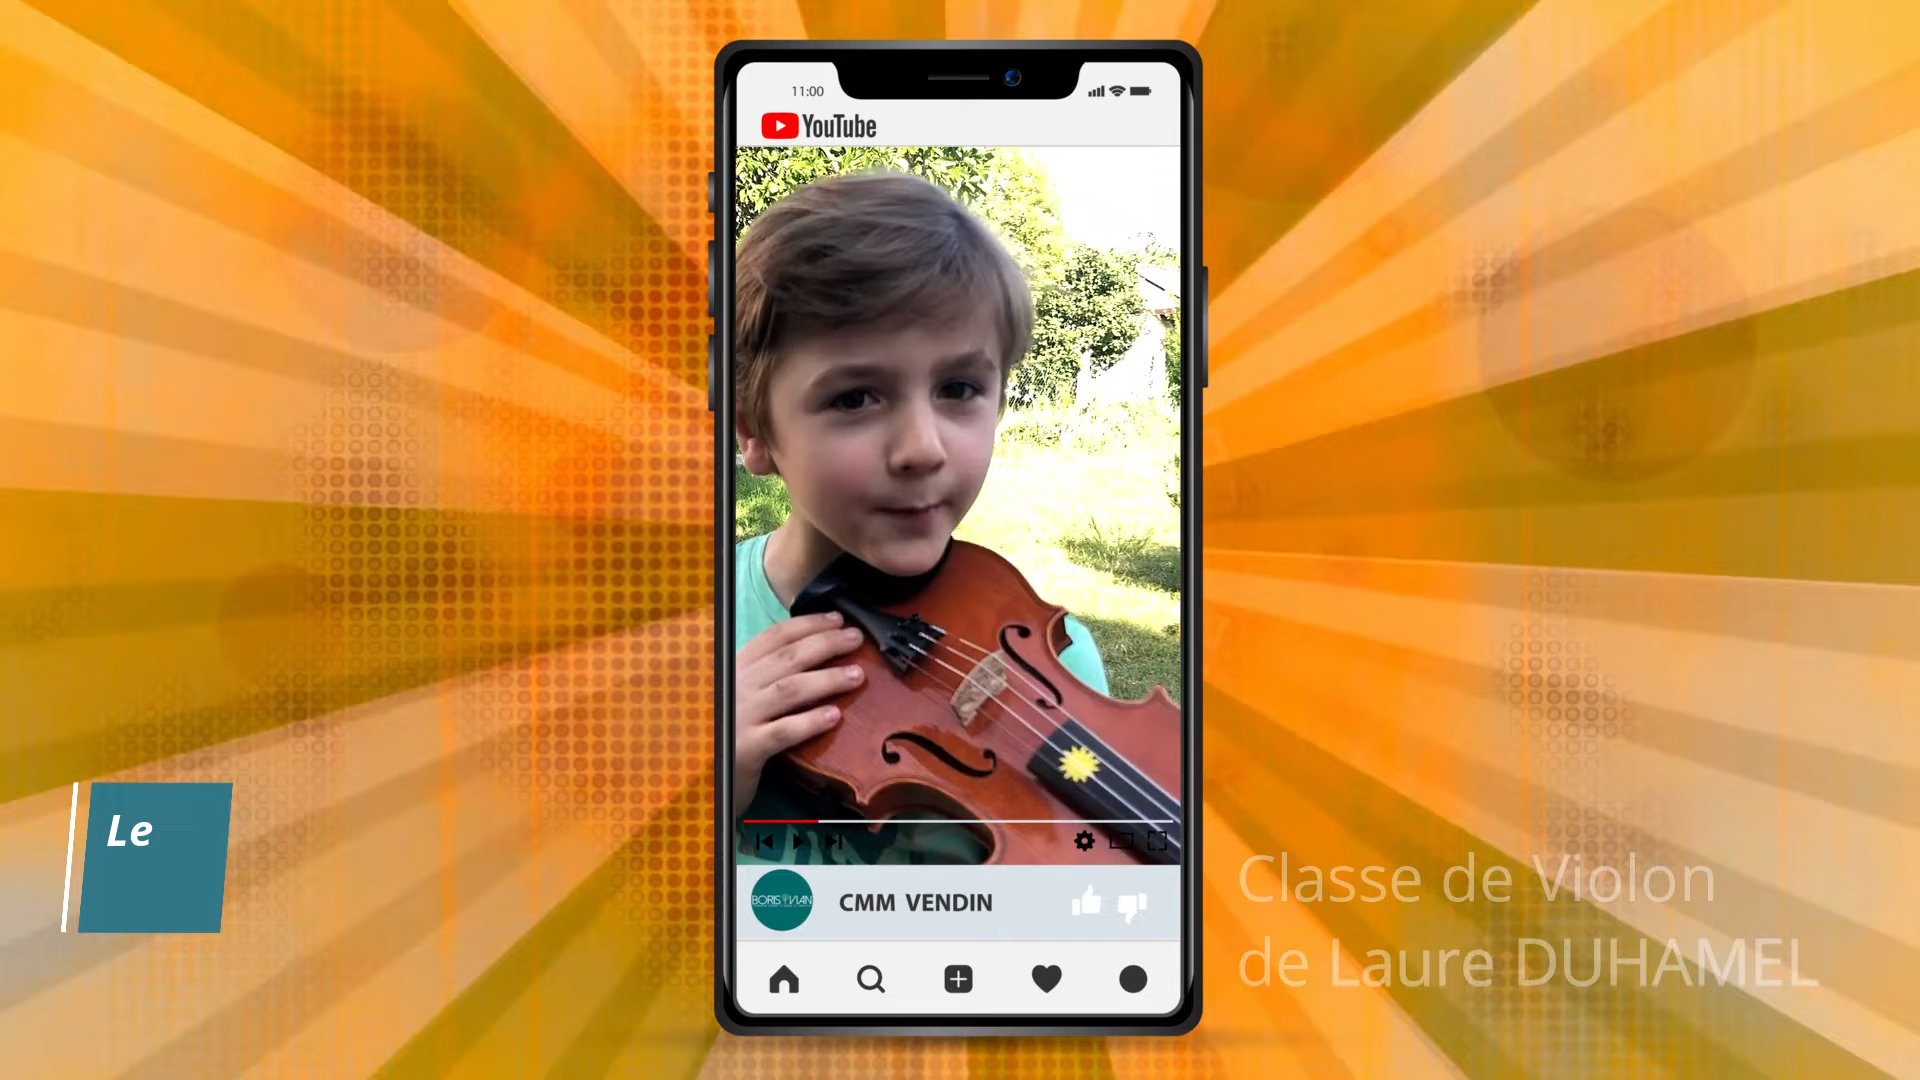 11:00
YouTube
Le
BORIS VIAN
CMM VENDIN
Classe de Violon
de Laure DUHAMEL